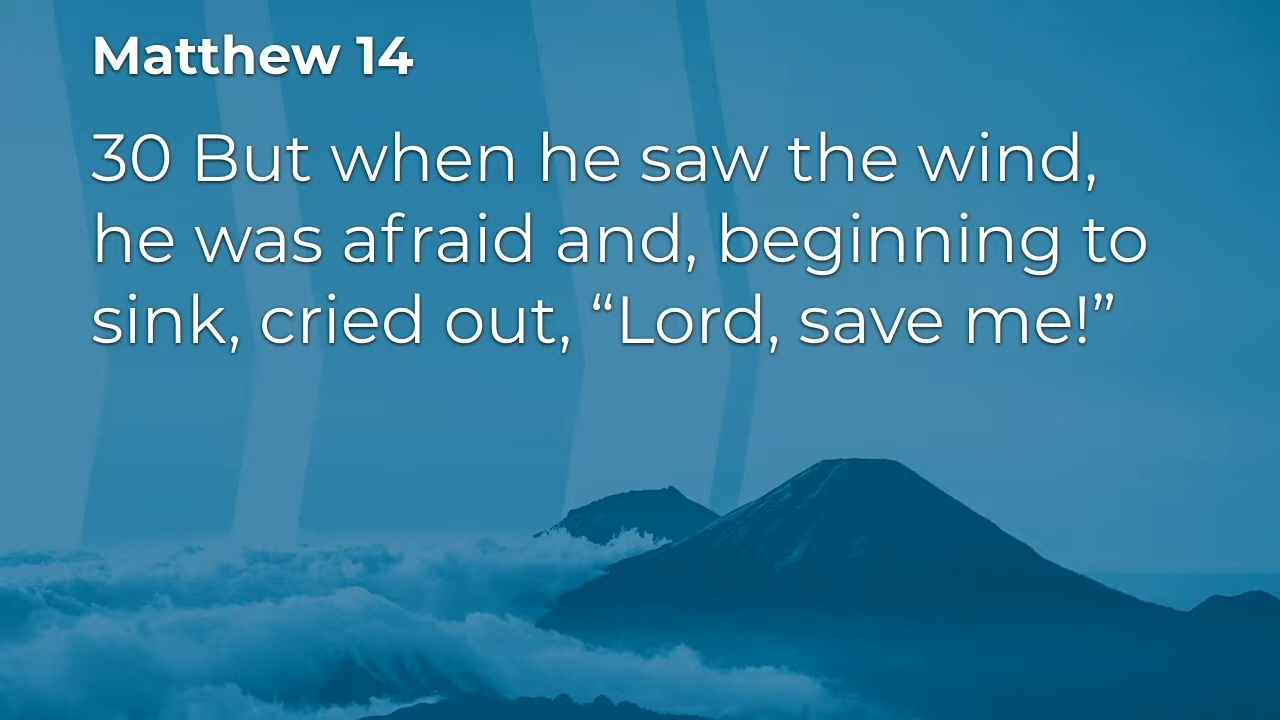 Matthew 14
30 But when he saw the wind,
he was afraid and, beginning to
sink, cried out, “Lord, save me!”